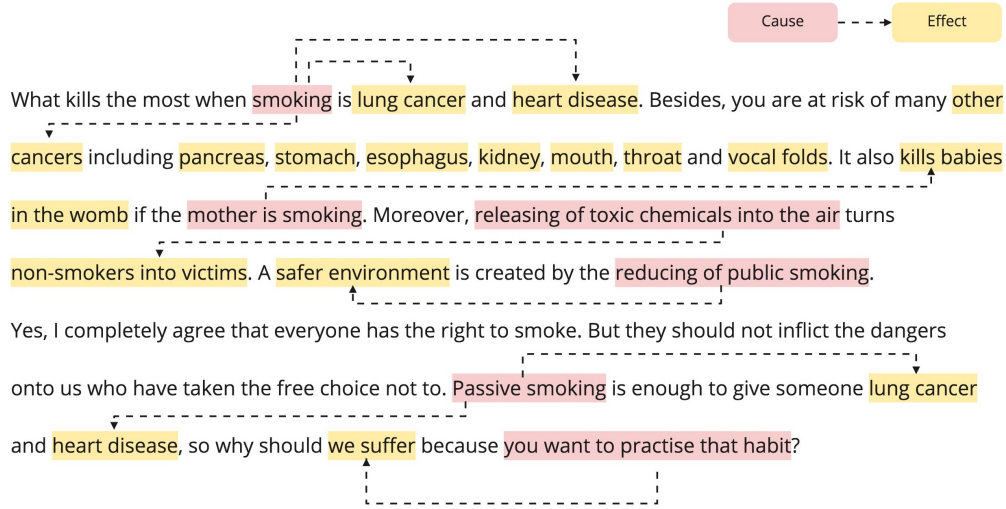 Cause Effect
What kills the most when smoking is lung cancer and heart disease. Besides, you are at risk of many other
cancers including pancreas, stomach, esophagus, kidney, mouth, throat and vocal folds. It also kills babies
in the womb if the mother is smoking. Moreover, releasing of toxic chemicals into the air turns
non-smokers into victims. A safer environment is created by the reducing of public smoking.
Yes, I completely agree that everyone has the right to smoke. But they should not inflict the dangers
onto us who have taken the free choice not to. Passive smoking is enough to give someone lung cancer
and heart disease, so why should we suffer because you want to practise that habit?